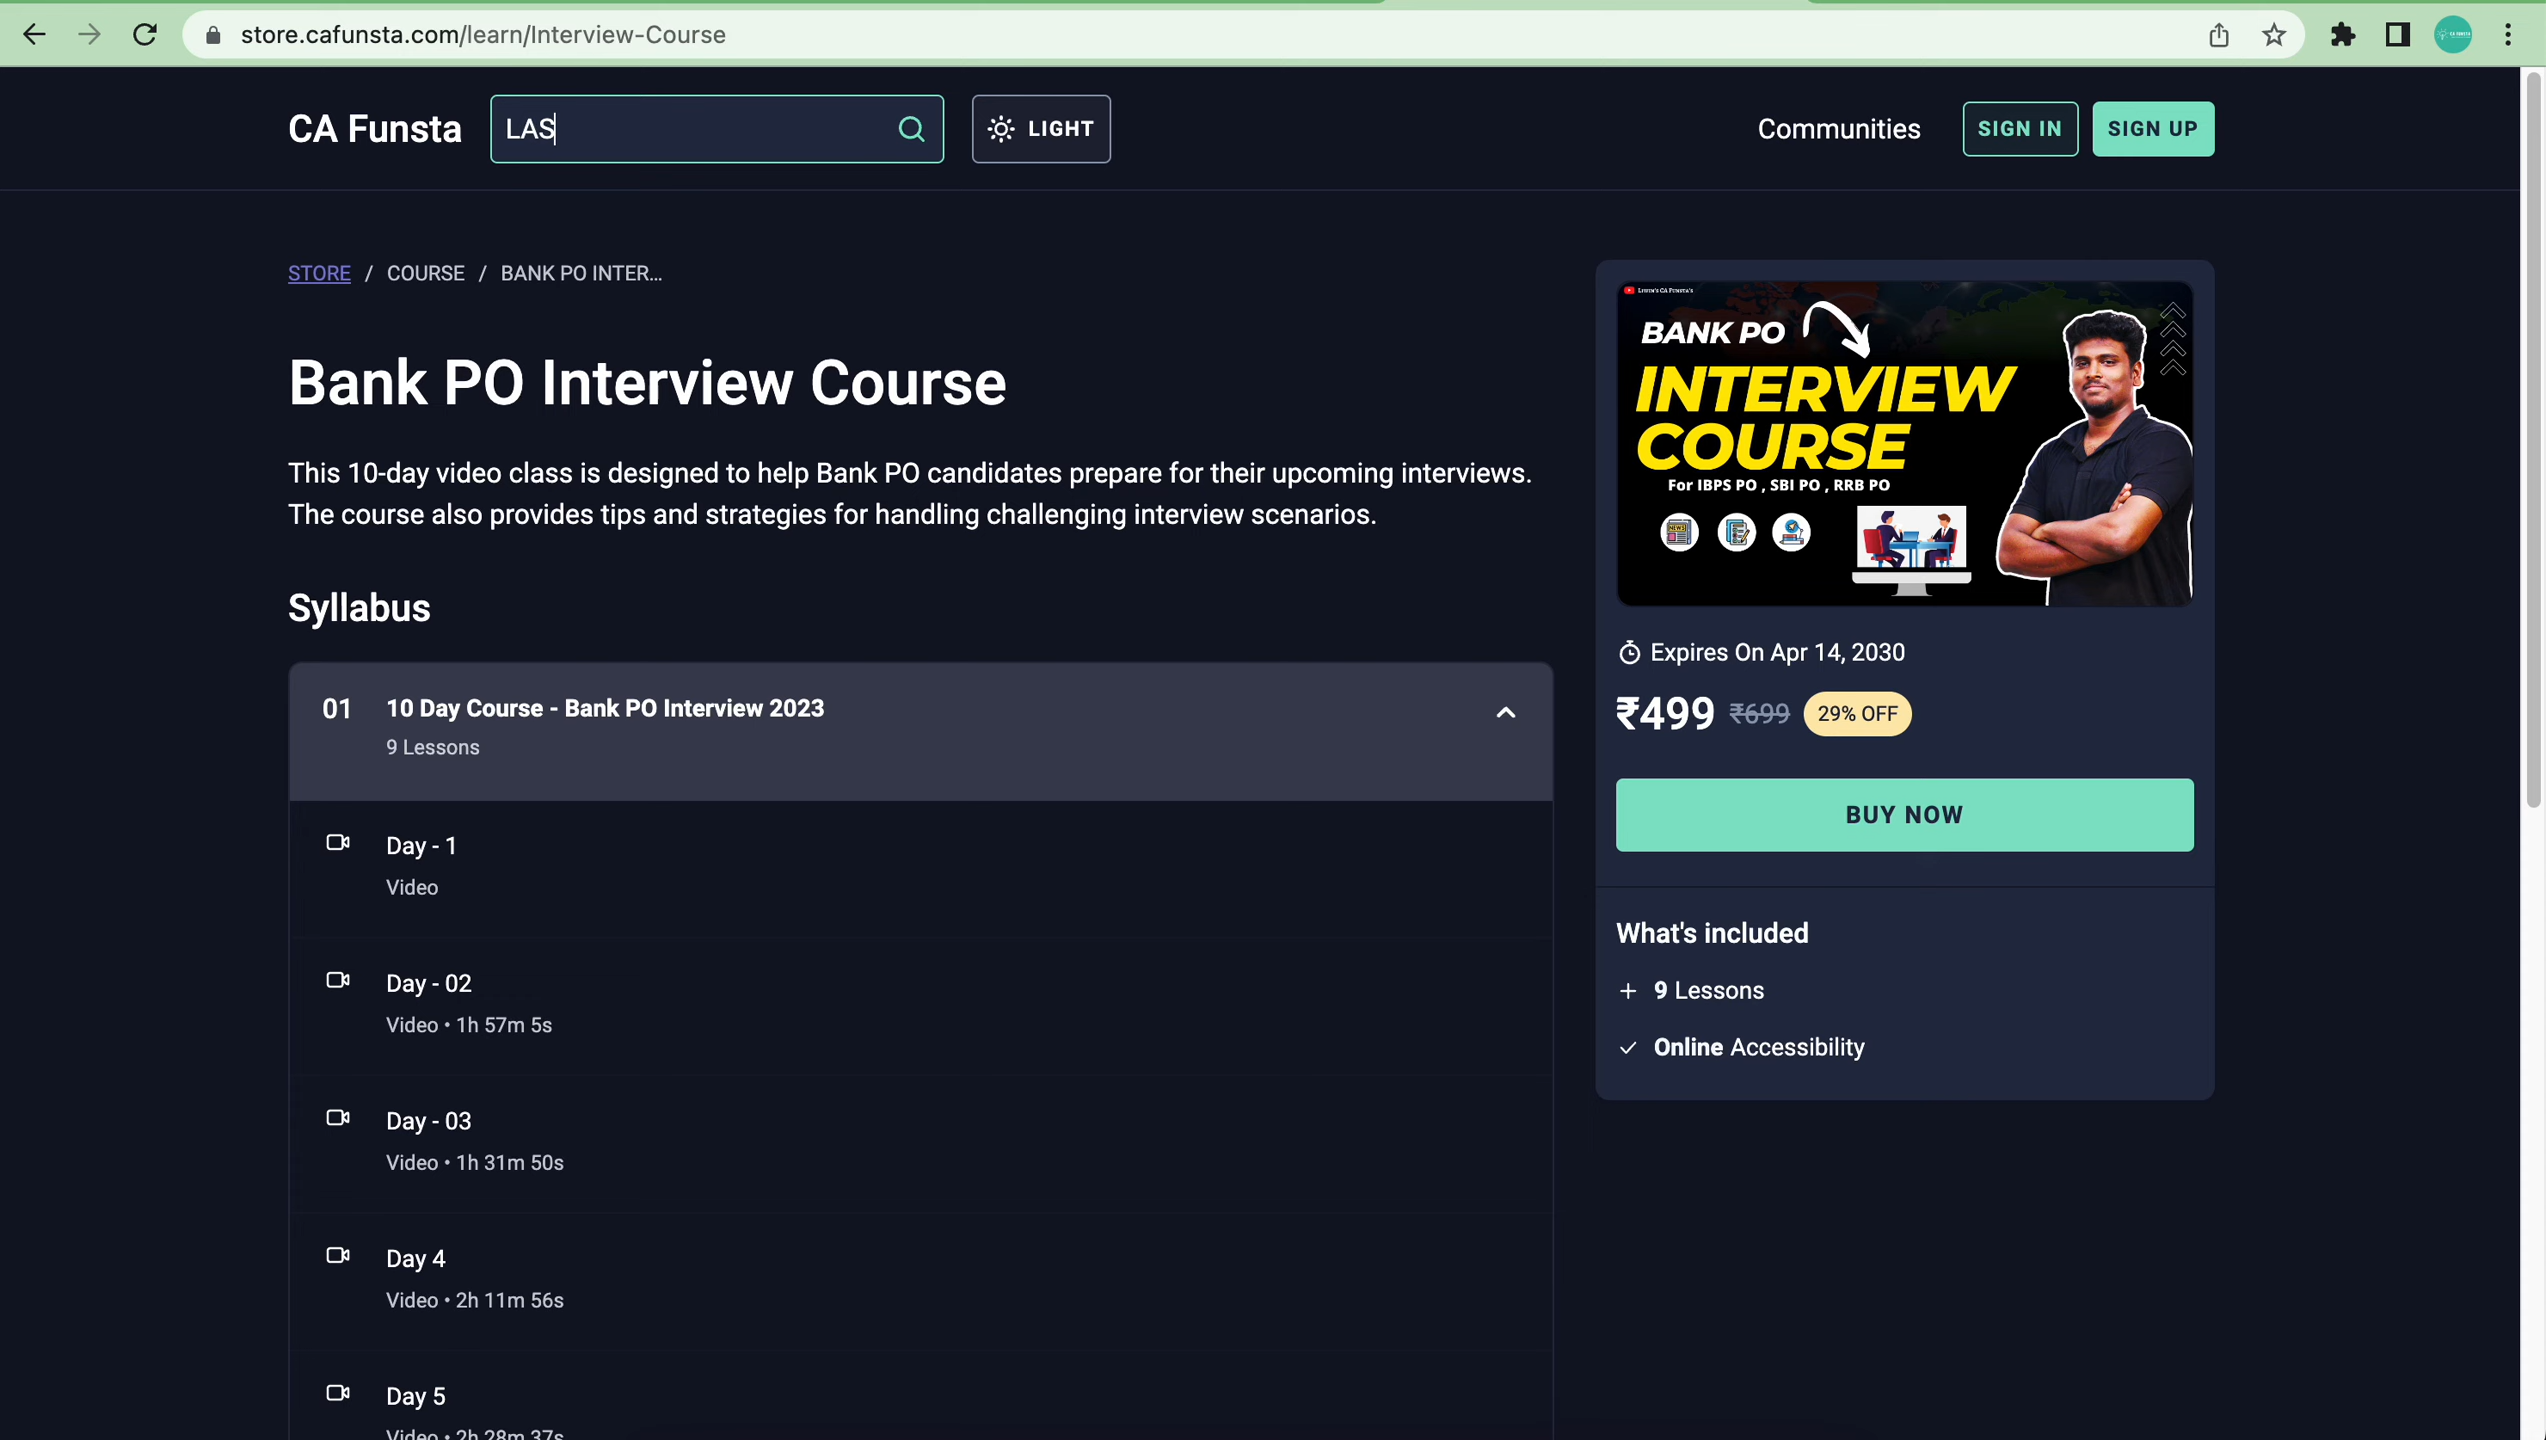 store.cafunsta.com/learn/Interview-Course
CA Funsta
LAS
LIGHT
Communities
SIGN IN
SIGN UP
STORE / COURSE / BANK PO INTER...
Bank PO Interview Course
This 10-day video class is designed to help Bank PO candidates prepare for their upcoming interviews.
The course also provides tips and strategies for handling challenging interview scenarios.
Syllabus
01 10 Day Course - Bank PO Interview 2023
9 Lessons
Day - 1
Video
Day - 02
Video • 1h 57m 5s
Day - 03
Video • 1h 31m 50s
Day 4
Video • 2h 11m 56s
Day 5
Video • 2h 28m 37s
BANK PO
INTERVIEW
COURSE
For IBPS PO , SBI PO , RRB PO
NEWS
Expires On Apr 14, 2030
₹499 ₹699 29% OFF
BUY NOW
What's included
9 Lessons
Online Accessibility